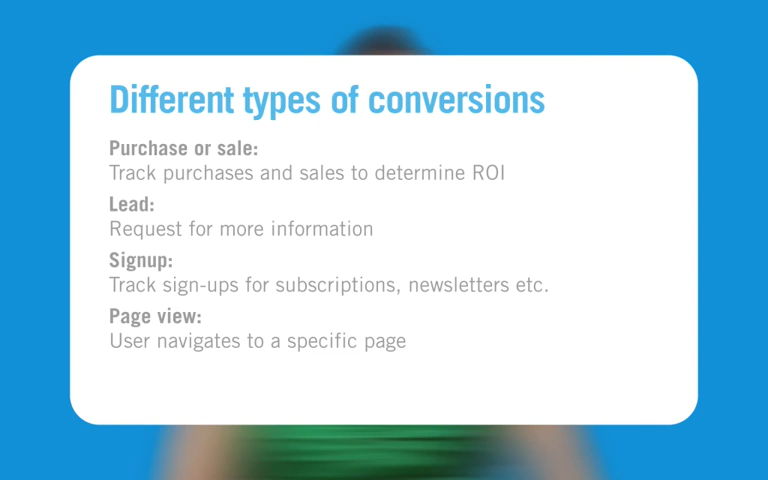 Different types of conversions
Purchase or sale:
Track purchases and sales to determine ROI
Lead:
Request for more information
Signup:
Track sign-ups for subscriptions, newsletters etc.
Page view:
User navigates to a specific page